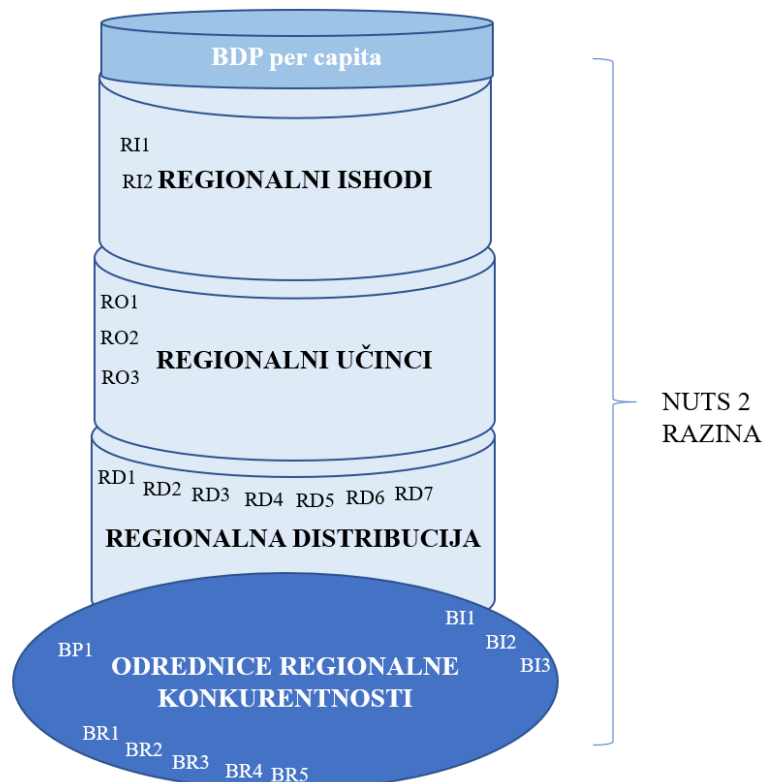 BDP per capita
RI1
RI2 REGIONALNI ISHODI
RO1
RO2
REGIONALNI UČINCI
RO3
NUTS 2
RAZINA
RD1 RD2 RD3 RD4 RD5 RD6 RD7
REGIONALNA DISTRIBUCIJA
BI1
BI2
BI3
BP1
ODREDNICE REGIONALNE
KONKURENTNOSTI
BR1 BR2 BR3 BR4 BR5